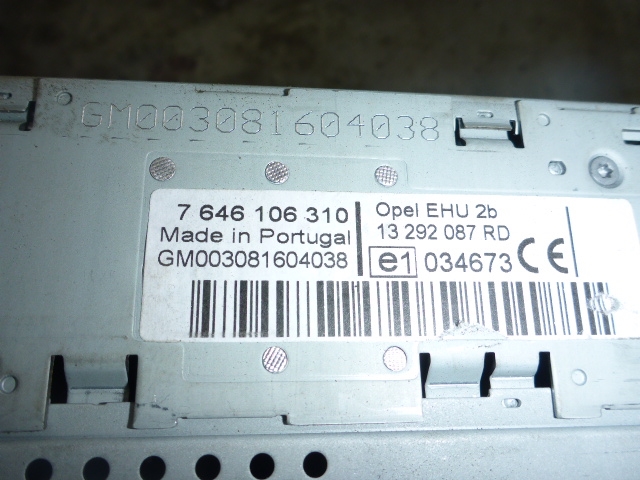 GM003081604038
7 646 106 310
Made in Portugal
GM003081604038
Opel EHU 2b
13 292 087 RD
e1 034673 CE